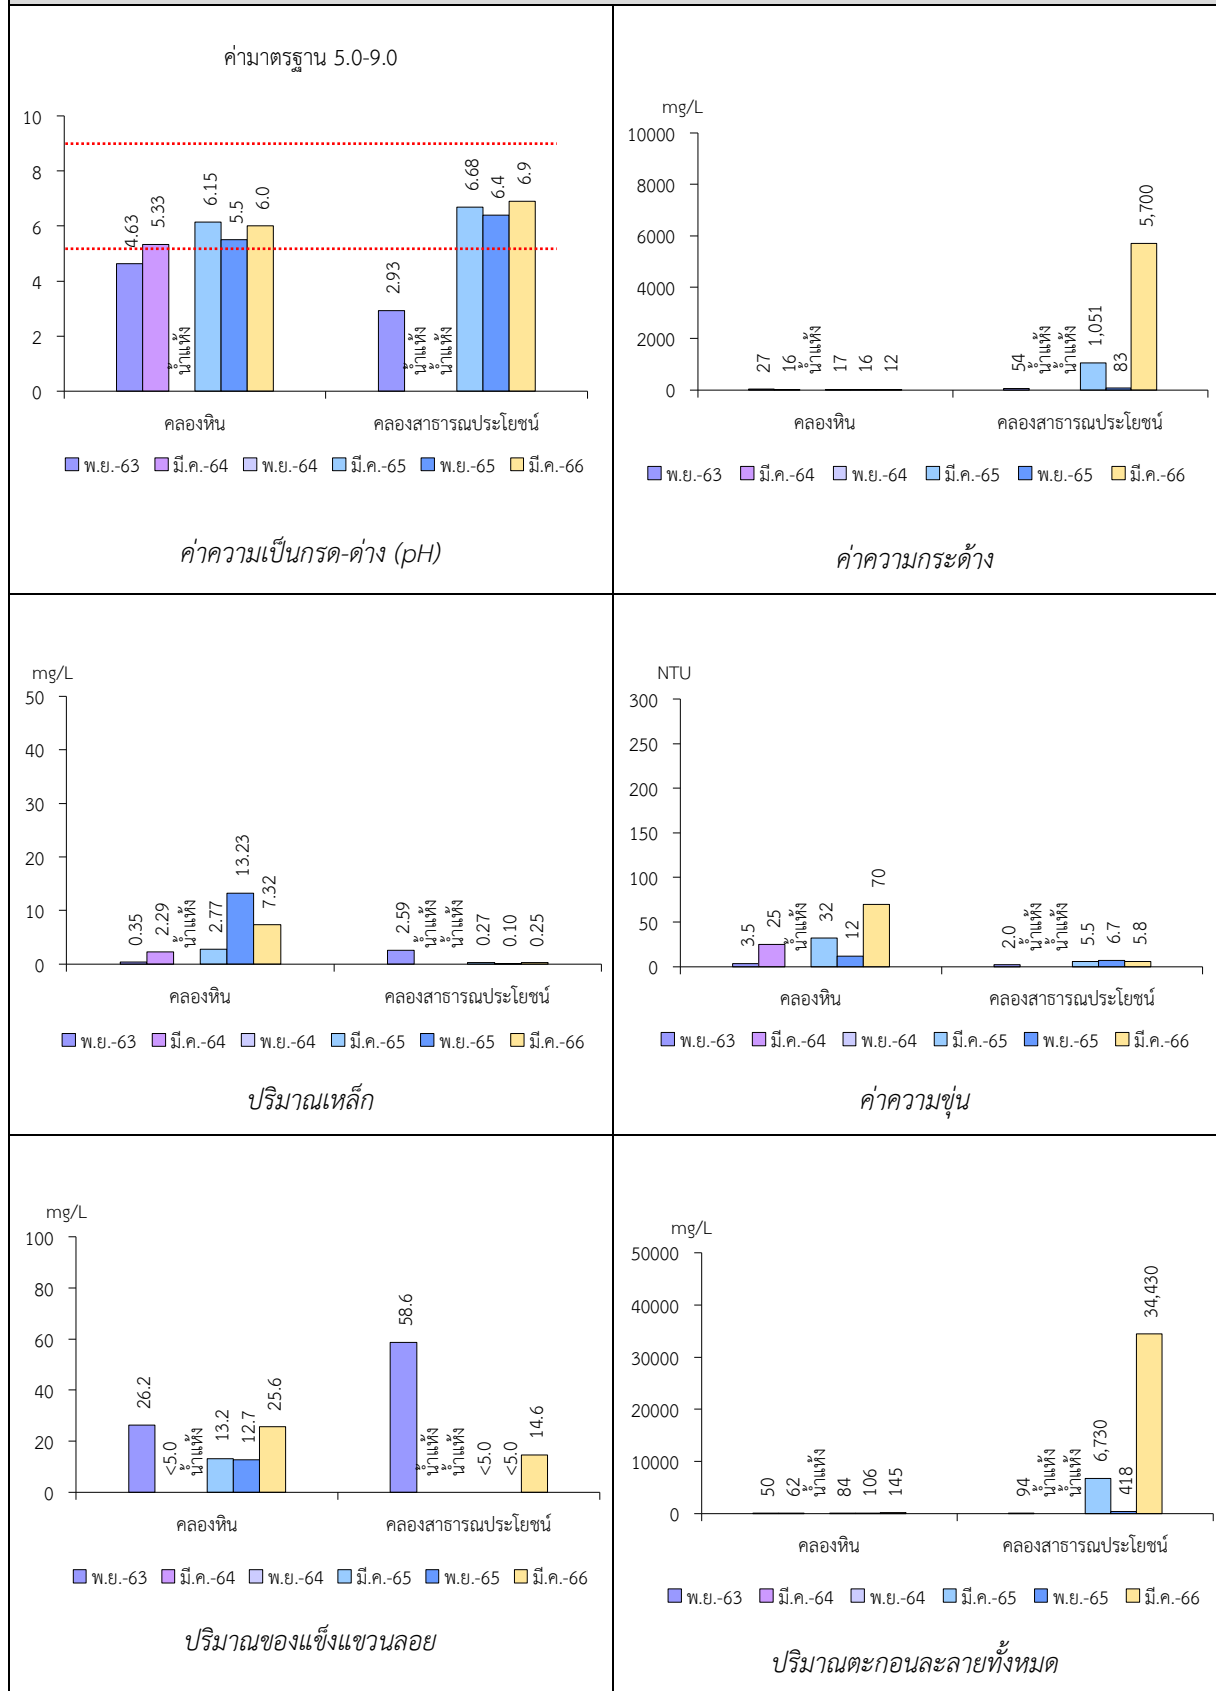 ค่ามาตรฐาน 5.0-9.0
10
8
6
4
2
0
4.63
5.33
น้ำแห้ง
6.15
5.5
6.0
2.93
น้ำแห้ง
น้ำแห้ง
6.68
6.4
6.9
คลองหิน
คลองสาธารณประโยชน์
พ.ย.-63 มี.ค.-64 พ.ย.-64 มี.ค.-65 พ.ย.-65 มี.ค.-66
ค่าความเป็นกรด-ด่าง (pH)
mg/L
10000
8000
6000
4000
2000
0
27
16
น้ำแห้ง
17
16
12
54
น้ำแห้ง
น้ำแห้ง
1,051
83
5,700
คลองหิน
คลองสาธารณประโยชน์
พ.ย.-63 มี.ค.-64 พ.ย.-64 มี.ค.-65 พ.ย.-65 มี.ค.-66
ค่าความกระด้าง
mg/L
50
40
30
20
10
0
0.35
2.29
น้ำแห้ง
2.77
13.23
7.32
2.59
น้ำแห้ง
น้ำแห้ง
0.27
0.10
0.25
คลองหิน
คลองสาธารณประโยชน์
พ.ย.-63 มี.ค.-64 พ.ย.-64 มี.ค.-65 พ.ย.-65 มี.ค.-66
ปริมาณเหล็ก
NTU
300
250
200
150
100
50
0
3.5
25
น้ำแห้ง
32
12
70
2.0
น้ำแห้ง
น้ำแห้ง
5.5
6.7
5.8
คลองหิน
คลองสาธารณประโยชน์
พ.ย.-63 มี.ค.-64 พ.ย.-64 มี.ค.-65 พ.ย.-65 มี.ค.-66
ค่าความขุ่น
mg/L
100
80
60
40
20
0
26.2
<5.0
น้ำแห้ง
13.2
12.7
25.6
58.6
น้ำแห้ง
น้ำแห้ง
<5.0
<5.0
14.6
คลองหิน
คลองสาธารณประโยชน์
พ.ย.-63 มี.ค.-64 พ.ย.-64 มี.ค.-65 พ.ย.-65 มี.ค.-66
ปริมาณของแข็งแขวนลอย
mg/L
50000
40000
30000
20000
10000
0
50
62
น้ำแห้ง
84
106
145
94
น้ำแห้ง
น้ำแห้ง
6,730
418
34,430
คลองหิน
คลองสาธารณประโยชน์
พ.ย.-63 มี.ค.-64 พ.ย.-64 มี.ค.-65 พ.ย.-65 มี.ค.-66
ปริมาณตะกอนละลายทั้งหมด